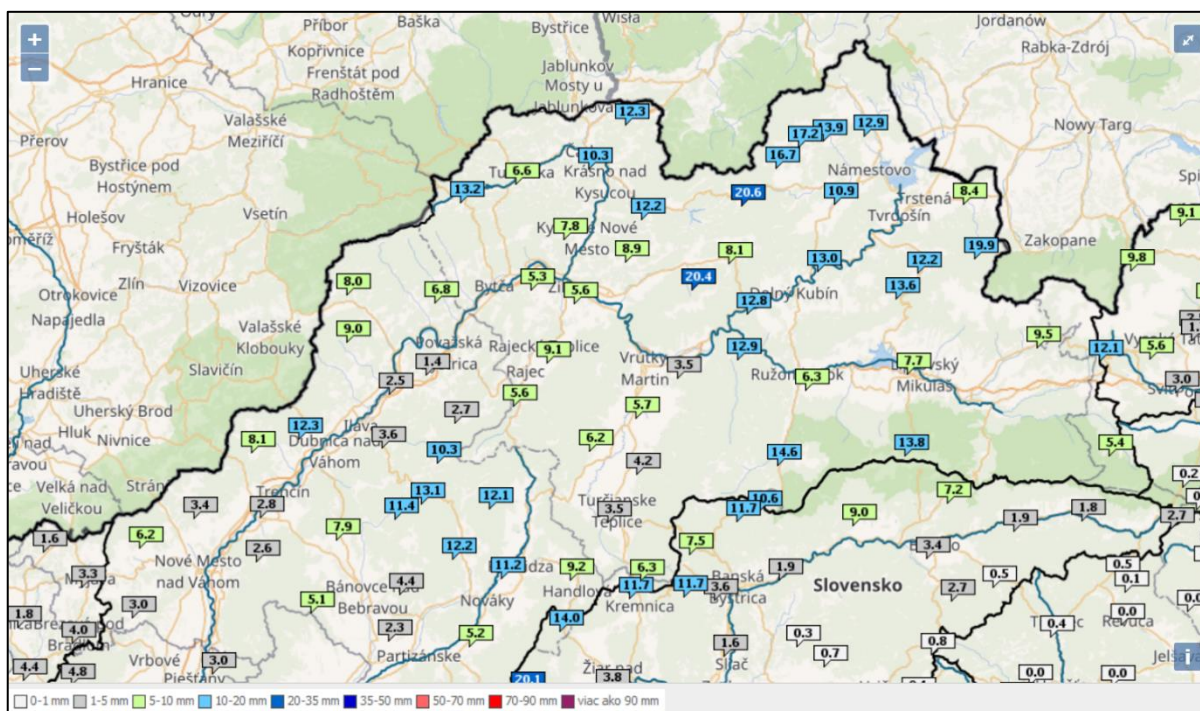 Příbor
Baška
Bystřice
Wisła
Jordanów
+
Kopřivnice
Rabka-Zdrój
−
Frenštát pod
Radhoštěm
Jablunkov
Mosty u
Jablunkova
Hranice
12.3
Valašské
Meziříčí
17.2
13.9
12.9
Nowy Targ
Přerov
16.7
10.3
Bystřice pod
Hostýnem
6.6
Krásno nad
Kysucou
Námestovo
13.2
20.6
10.9
8.4
Holešov
Vsetín
12.2
Trstená
Tvrdošín
9.1
Fryšták
7.8
Kysucké Nové
Mesto
8.9
8.1
19.9
Zakopane
13.0
12.2
9.8
Zlín
Vizovice
8.0
6.8
Bytča
5.3
5.6
20.4
13.6
Otrokovice
12.8
Dolný Kubín
Napajedla
Valašské
Klobouky
9.0
Považská
Bystrica
Rajecké Teplice
9.1
12.9
9.5
12.1
5.6
1.4
Vrútky
3.5
Martin
Ružomberok
7.7
Liptovský
Mikuláš
Slavičín
2.5
Rajec
6.3
3.0
Uherské
Hradiště
5.6
5.7
Uherský Brod
2.7
Hluk
Nivnice
12.3
Ilava
8.1
Dubnica nad
Váhom
3.6
6.2
10.3
14.6
13.8
5.4
4.2
0.2
Velká nad
Veličkou
Trenčín
3.4
2.8
13.1
11.4
12.1
Turčianske
Teplice
3.5
10.6
11.7
7.2
9.0
1.8
2.7
1.9
7.9
1.6
6.2
7.5
Nové Mesto
nad Váhom
2.6
12.2
3.4
11.2
9.2
6.3
1.9
0.5
0.5
0.1
3.3
4.4
Bánovce nad
Bebravou
Handlová
11.7
11.7
3.6
Banská
Bystrica
Slovensko
2.7
Nováky
Kremnica
3.0
5.1
0.0
1.8
14.0
0.0
0.4
Revúca
4.0
2.3
5.2
1.6
0.3
0.8
Partizánske
0.7
Vrbové
3.0
Piešťany
Sliač
4.4
4.8
Žiar nad
3.8
20.1
0.0
0.0
i
0-1 mm 1-5 mm 5-10 mm 10-20 mm 20-35 mm 35-50 mm 50-70 mm 70-90 mm viac ako 90 mm